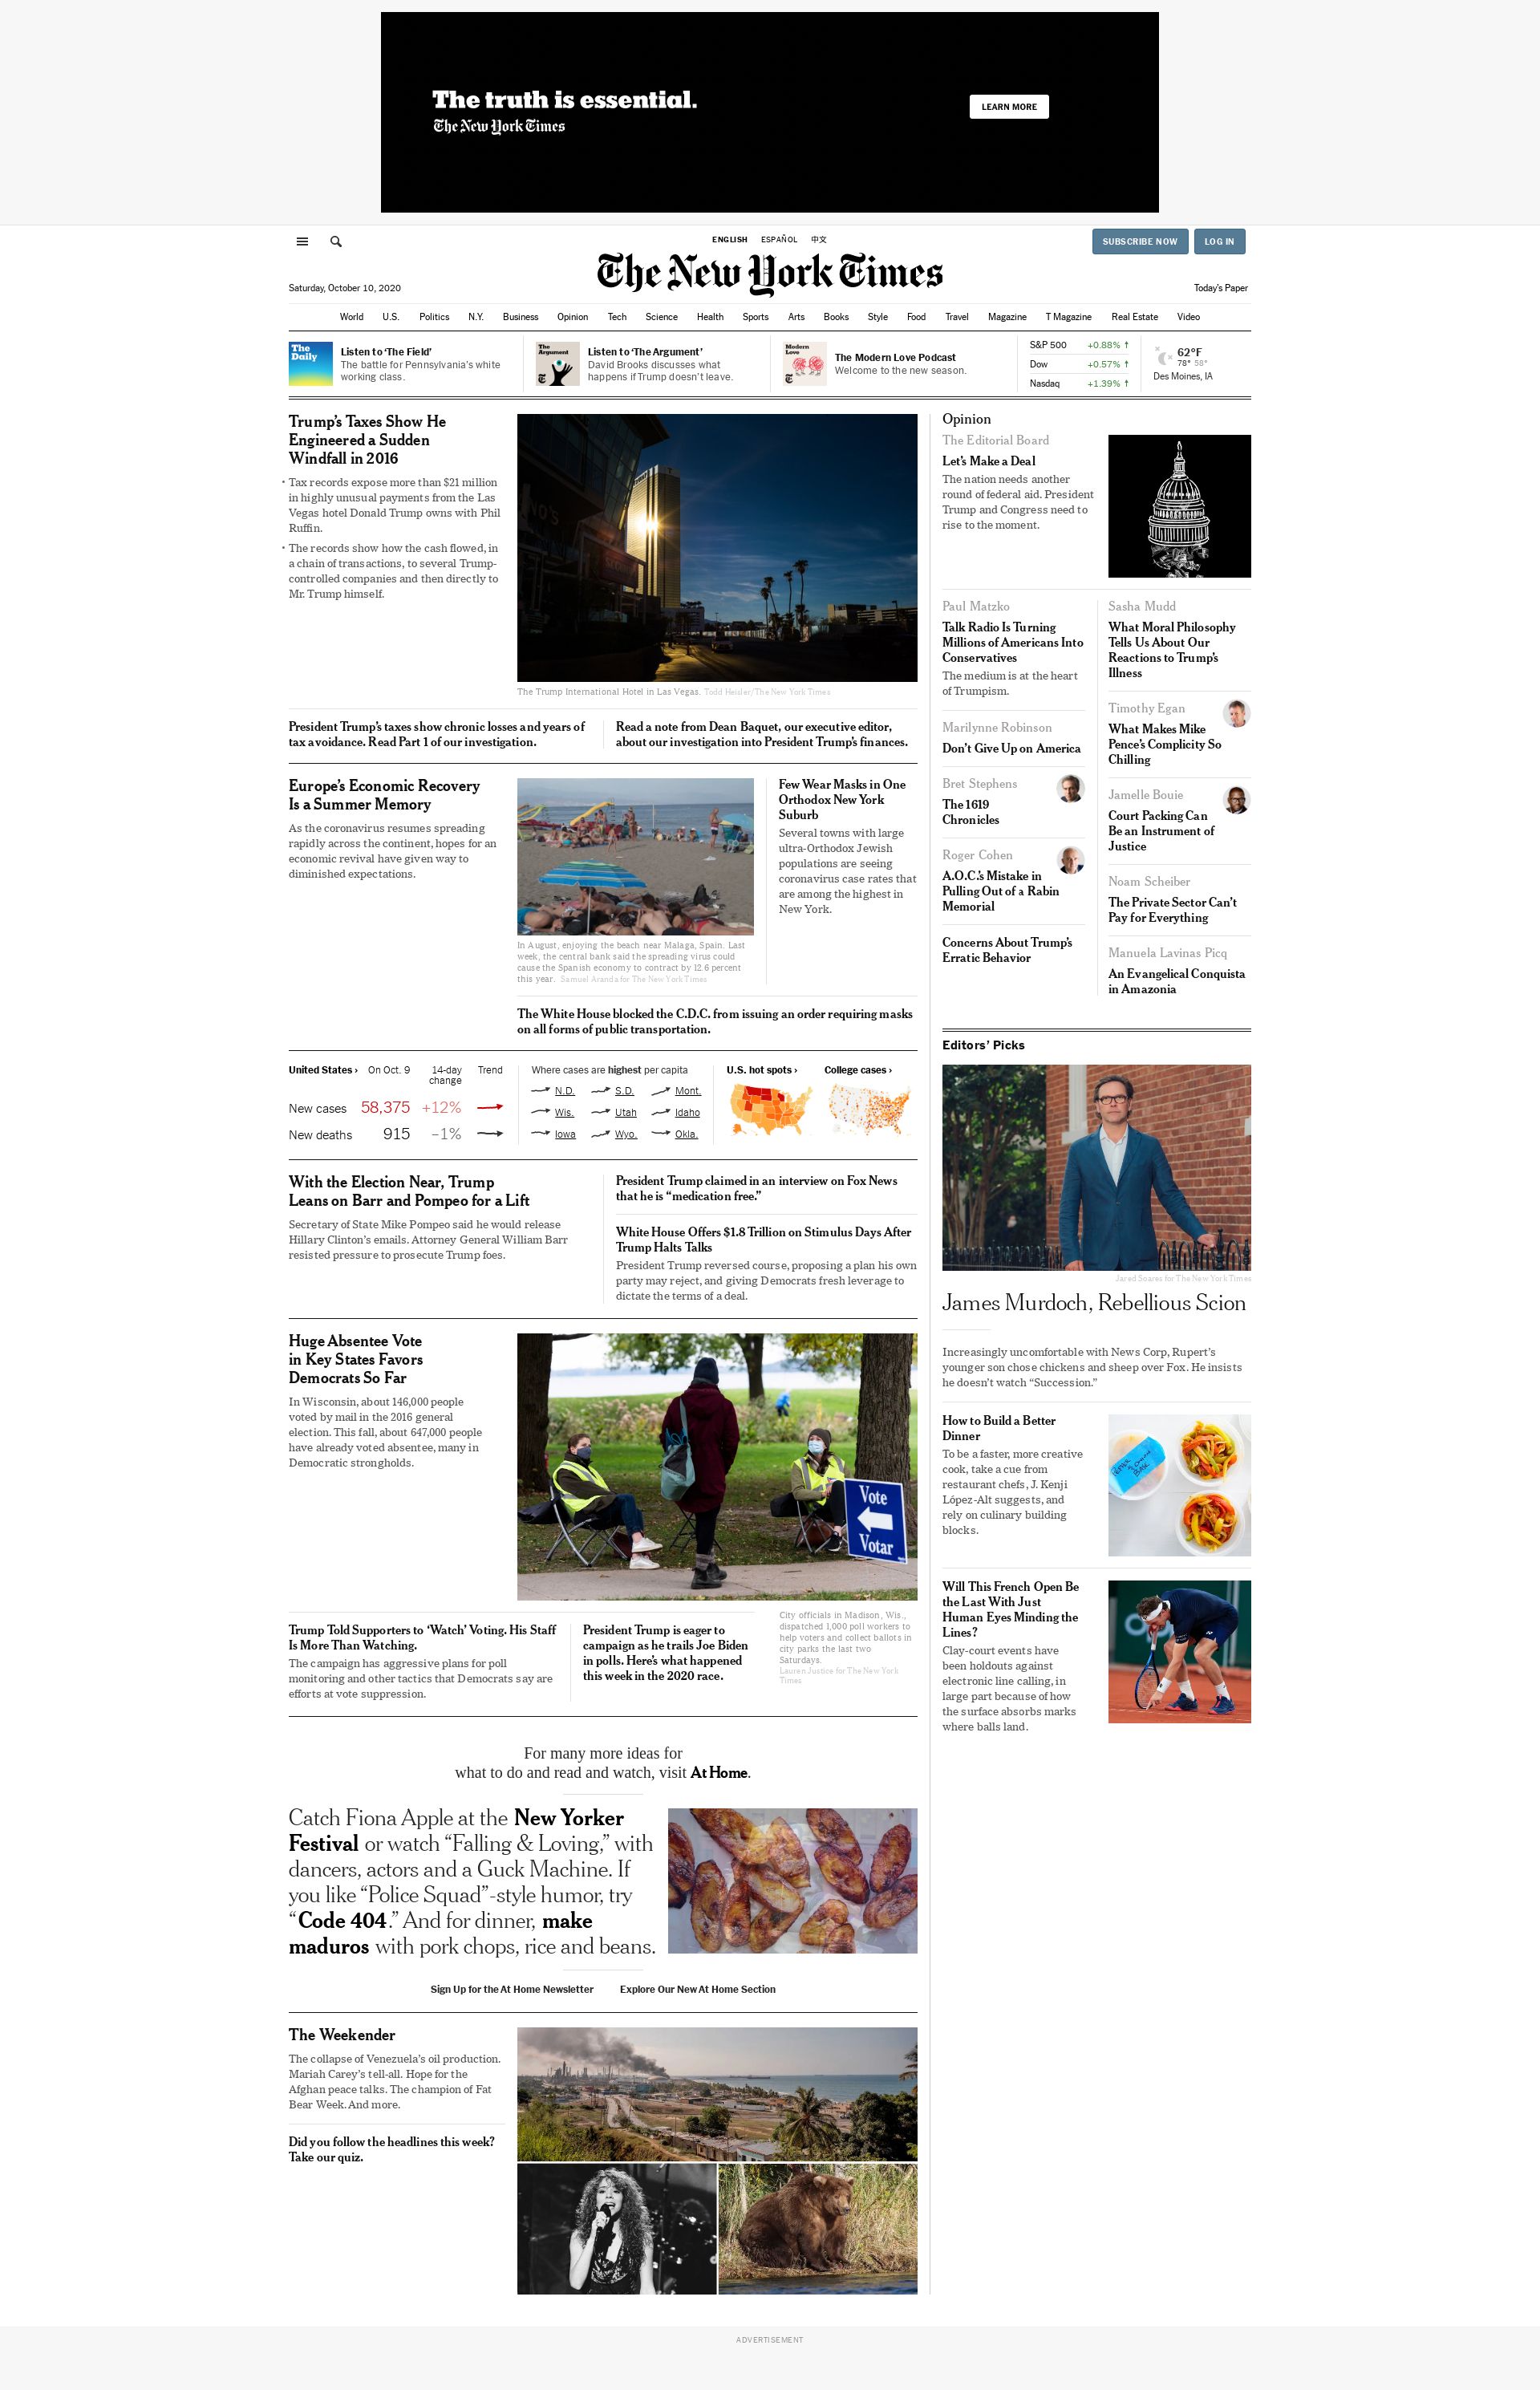 The truth is essential.
The New York Times
LEARN MORE
ENGLISH ESPAÑOL 中文
SUBSCRIBE NOW LOG IN
The New York Times
Saturday, October 10, 2020
Today's Paper
World U.S. Politics N.Y. Business Opinion Tech Science Health Sports Arts Books Style Food Travel Magazine T Magazine Real Estate Video
The Daily
Listen to ‘The Field’
The battle for Pennsylvania’s white
working class.
The Argument
Listen to ‘The Argument’
David Brooks discusses what
happens if Trump doesn’t leave.
Modern Love
The Modern Love Podcast
Welcome to the new season.
S&P 500 +0.88% ↑
Dow +0.57% ↑
Nasdaq +1.39% ↑
62°F
78° 58°
Des Moines, IA
Trump’s Taxes Show He
Engineered a Sudden
Windfall in 2016
• Tax records expose more than $21 million
in highly unusual payments from the Las
Vegas hotel Donald Trump owns with Phil
Ruffin.
• The records show how the cash flowed, in
a chain of transactions, to several Trump-
controlled companies and then directly to
Mr. Trump himself.
The Trump International Hotel in Las Vegas. Todd Heisler/The New York Times
President Trump’s taxes show chronic losses and years of
tax avoidance. Read Part 1 of our investigation.
Read a note from Dean Baquet, our executive editor,
about our investigation into President Trump’s finances.
Europe’s Economic Recovery
Is a Summer Memory
As the coronavirus resumes spreading
rapidly across the continent, hopes for an
economic revival have given way to
diminished expectations.
In August, enjoying the beach near Malaga, Spain. Last
week, the central bank said the spreading virus could
cause the Spanish economy to contract by 12.6 percent
this year. Samuel Aranda for The New York Times
Few Wear Masks in One
Orthodox New York
Suburb
Several towns with large
ultra-Orthodox Jewish
populations are seeing
coronavirus case rates that
are among the highest in
New York.
The White House blocked the C.D.C. from issuing an order requiring masks
on all forms of public transportation.
United States › On Oct. 9 14-day Trend
change
New cases 58,375 +12%
New deaths 915 –1%
Where cases are highest per capita
N.D. S.D. Mont.
Wis. Utah Idaho
Iowa Wyo. Okla.
U.S. hot spots › College cases ›
With the Election Near, Trump
Leans on Barr and Pompeo for a Lift
Secretary of State Mike Pompeo said he would release
Hillary Clinton’s emails. Attorney General William Barr
resisted pressure to prosecute Trump foes.
President Trump claimed in an interview on Fox News
that he is “medication free.”
White House Offers $1.8 Trillion on Stimulus Days After
Trump Halts Talks
President Trump reversed course, proposing a plan his own
party may reject, and giving Democrats fresh leverage to
dictate the terms of a deal.
Huge Absentee Vote
in Key States Favors
Democrats So Far
In Wisconsin, about 146,000 people
voted by mail in the 2016 general
election. This fall, about 647,000 people
have already voted absentee, many in
Democratic strongholds.
Vote
Votar
Trump Told Supporters to ‘Watch’ Voting. His Staff
Is More Than Watching.
The campaign has aggressive plans for poll
monitoring and other tactics that Democrats say are
efforts at vote suppression.
President Trump is eager to
campaign as he trails Joe Biden
in polls. Here’s what happened
this week in the 2020 race.
City officials in Madison, Wis.,
dispatched 1,000 poll workers to
help voters and collect ballots in
city parks the last two
Saturdays.
Lauren Justice for The New York
Times
For many more ideas for
what to do and read and watch, visit At Home.
Catch Fiona Apple at the New Yorker
Festival or watch “Falling & Loving,” with
dancers, actors and a Guck Machine. If
you like “Police Squad”-style humor, try
“Code 404.” And for dinner, make
maduros with pork chops, rice and beans.
Sign Up for the At Home Newsletter Explore Our New At Home Section
The Weekender
The collapse of Venezuela’s oil production.
Mariah Carey’s tell-all. Hope for the
Afghan peace talks. The champion of Fat
Bear Week. And more.
Did you follow the headlines this week?
Take our quiz.
Opinion
The Editorial Board
Let’s Make a Deal
The nation needs another
round of federal aid. President
Trump and Congress need to
rise to the moment.
Paul Matzko
Talk Radio Is Turning
Millions of Americans Into
Conservatives
The medium is at the heart
of Trumpism.
Marilynne Robinson
Don’t Give Up on America
Bret Stephens
The 1619
Chronicles
Roger Cohen
A.O.C.’s Mistake in
Pulling Out of a Rabin
Memorial
Concerns About Trump’s
Erratic Behavior
Sasha Mudd
What Moral Philosophy
Tells Us About Our
Reactions to Trump’s
Illness
Timothy Egan
What Makes Mike
Pence’s Complicity So
Chilling
Jamelle Bouie
Court Packing Can
Be an Instrument of
Justice
Noam Scheiber
The Private Sector Can’t
Pay for Everything
Manuela Lavinas Picq
An Evangelical Conquista
in Amazonia
Editors’ Picks
Jared Soares for The New York Times
James Murdoch, Rebellious Scion
Increasingly uncomfortable with News Corp, Rupert’s
younger son chose chickens and sheep over Fox. He insists
he doesn’t watch “Succession.”
How to Build a Better
Dinner
To be a faster, more creative
cook, take a cue from
restaurant chefs, J. Kenji
López-Alt suggests, and
rely on culinary building
blocks.
Will This French Open Be
the Last With Just
Human Eyes Minding the
Lines?
Clay-court events have
been holdouts against
electronic line calling, in
large part because of how
the surface absorbs marks
where balls land.
ADVERTISEMENT